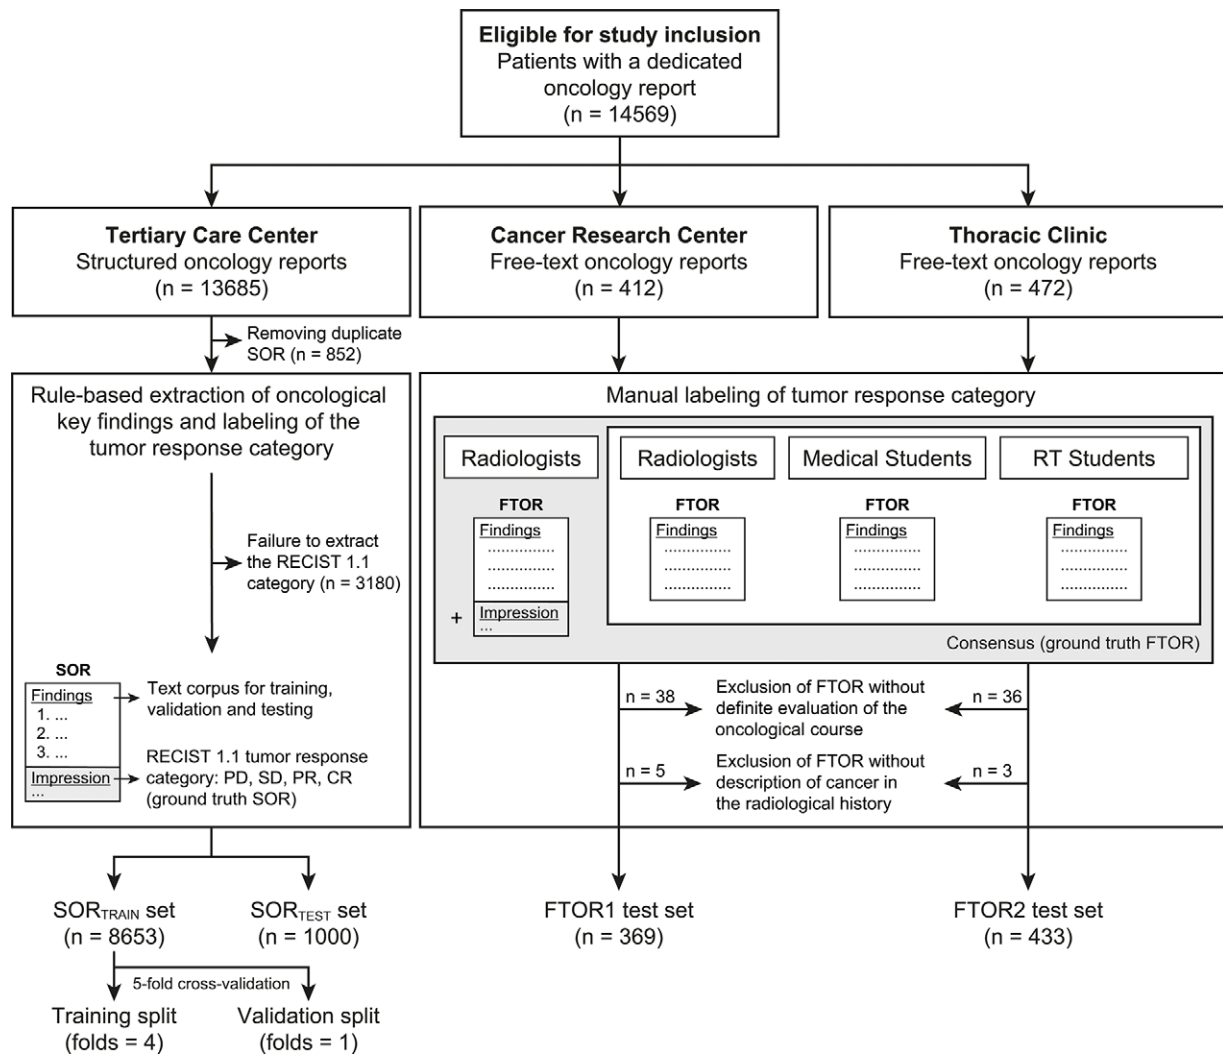 Eligible for study inclusion
Patients with a dedicated
oncology report
(n = 14569)
Tertiary Care Center
Structured oncology reports
(n = 13685)
Cancer Research Center
Free-text oncology reports
(n = 412)
Thoracic Clinic
Free-text oncology reports
(n = 472)
Removing duplicate
SOR (n = 852)
Rule-based extraction of oncological
key findings and labeling of the
tumor response category
Failure to extract
the RECIST 1.1
category (n = 3180)
SOR
Findings
1. ...
2. ...
3. ...
Impression
...
Text corpus for training,
validation and testing
RECIST 1.1 tumor response
category: PD, SD, PR, CR
(ground truth SOR)
Manual labeling of tumor response category
Radiologists
FTOR
Findings
..............
..............
..............
+
Impression
...
Radiologists
FTOR
Findings
..............
..............
..............
Medical Students
FTOR
Findings
..............
..............
..............
RT Students
FTOR
Findings
..............
..............
..............
Consensus (ground truth FTOR)
n = 38
Exclusion of FTOR without
definite evaluation of the
oncological course
n = 36
n = 5
Exclusion of FTOR without
description of cancer in
the radiological history
n = 3
SORTRAIN set
(n = 8653)
SORTEST set
(n = 1000)
FTOR1 test set
(n = 369)
FTOR2 test set
(n = 433)
5-fold cross-validation
Training split
(folds = 4)
Validation split
(folds = 1)